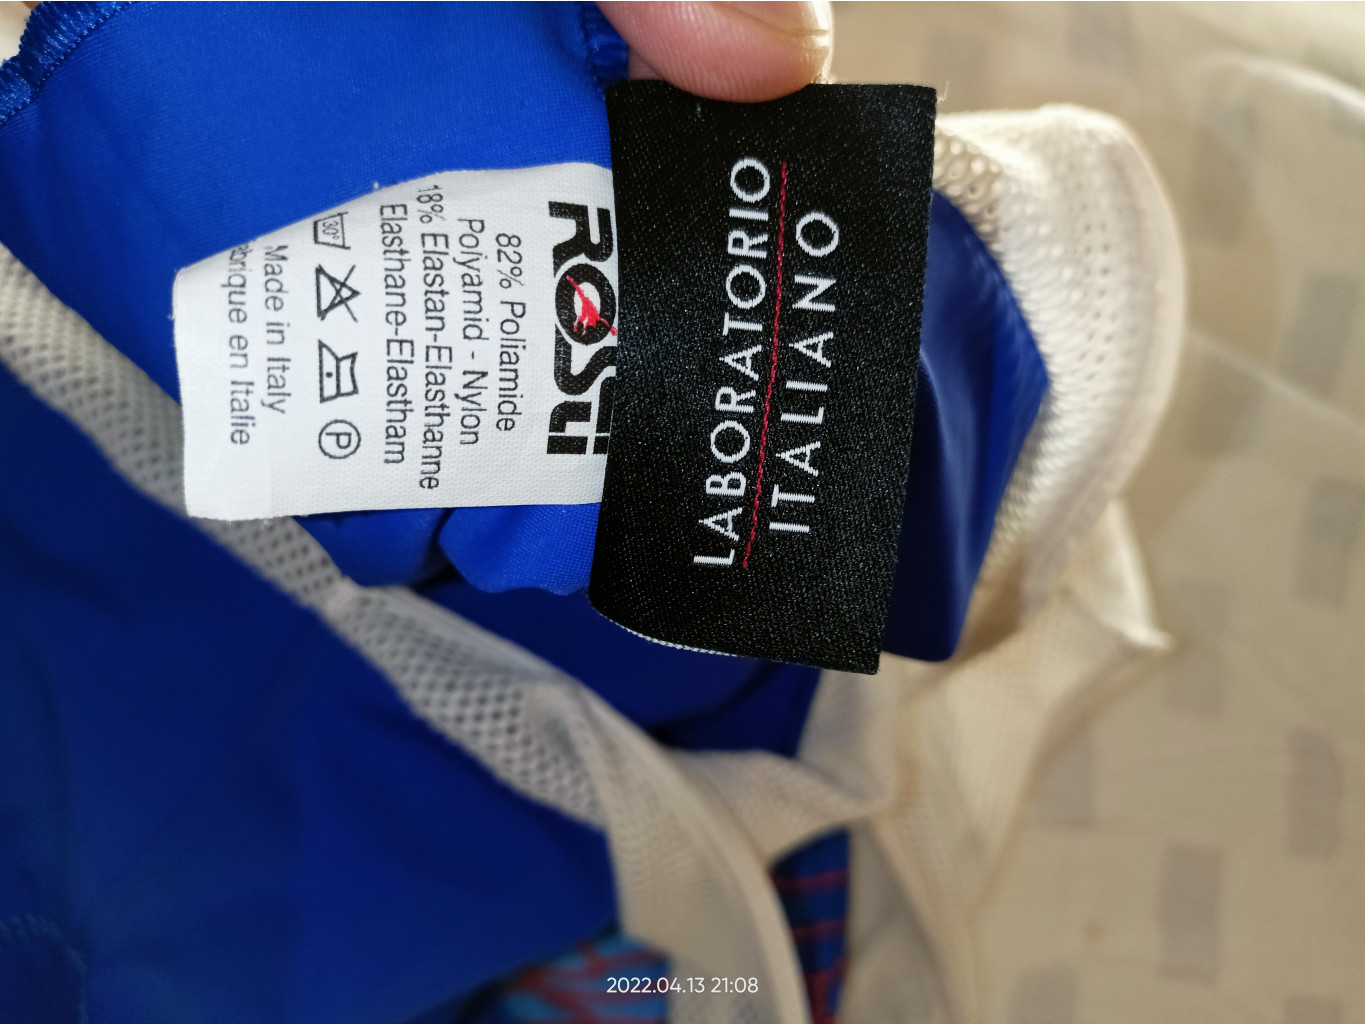 LABORATORIO
ITALIANO
ROSTI
82% Poliamide
Polyamid - Nylon
18% Elastan-Elasthanne
Elasthane-Elastham
30°
P
Made in Italy
en Italie
2022.04.13 21:08